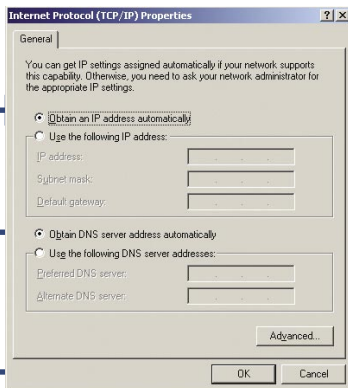 Internet Protocol (TCP/IP) Properties
General
You can get IP settings assigned automatically if your network supports
this capability. Otherwise, you need to ask your network administrator for
the appropriate IP settings.
Obtain an IP address automatically
Use the following IP address:
IP address:
Subnet mask:
Default gateway:
Obtain DNS server address automatically
Use the following DNS server addresses:
Preferred DNS server:
Alternate DNS server:
Advanced...
OK Cancel